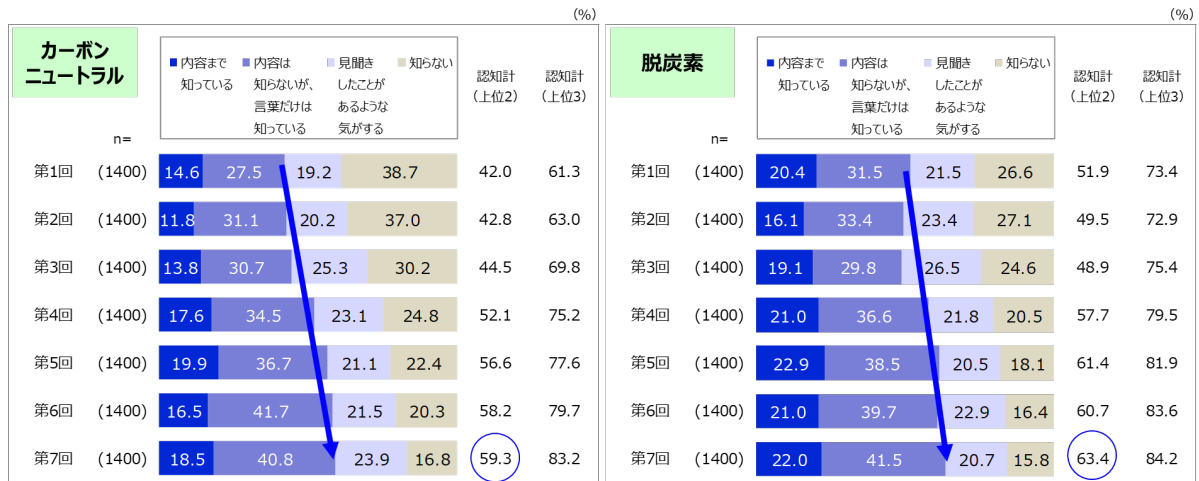 (%)
カーボン
ニュートラル
■内容まで
知っている
■内容は
知らないが、
言葉だけは
知っている
■見聞き
したことが
あるような
気がする
■知らない
認知計
(上位2)
認知計
(上位3)
n=
第1回 (1400) 14.6 27.5 19.2 38.7 42.0 61.3
第2回 (1400) 11.8 31.1 20.2 37.0 42.8 63.0
第3回 (1400) 13.8 30.7 25.3 30.2 44.5 69.8
第4回 (1400) 17.6 34.5 23.1 24.8 52.1 75.2
第5回 (1400) 19.9 36.7 21.1 22.4 56.6 77.6
第6回 (1400) 16.5 41.7 21.5 20.3 58.2 79.7
第7回 (1400) 18.5 40.8 23.9 16.8 59.3 83.2
(%)
脱炭素
■内容まで
知っている
■内容は
知らないが、
言葉だけは
知っている
■見聞き
したことが
あるような
気がする
■知らない
認知計
(上位2)
認知計
(上位3)
n=
第1回 (1400) 20.4 31.5 21.5 26.6 51.9 73.4
第2回 (1400) 16.1 33.4 23.4 27.1 49.5 72.9
第3回 (1400) 19.1 29.8 26.5 24.6 48.9 75.4
第4回 (1400) 21.0 36.6 21.8 20.5 57.7 79.5
第5回 (1400) 22.9 38.5 20.5 18.1 61.4 81.9
第6回 (1400) 21.0 39.7 22.9 16.4 60.7 83.6
第7回 (1400) 22.0 41.5 20.7 15.8 63.4 84.2